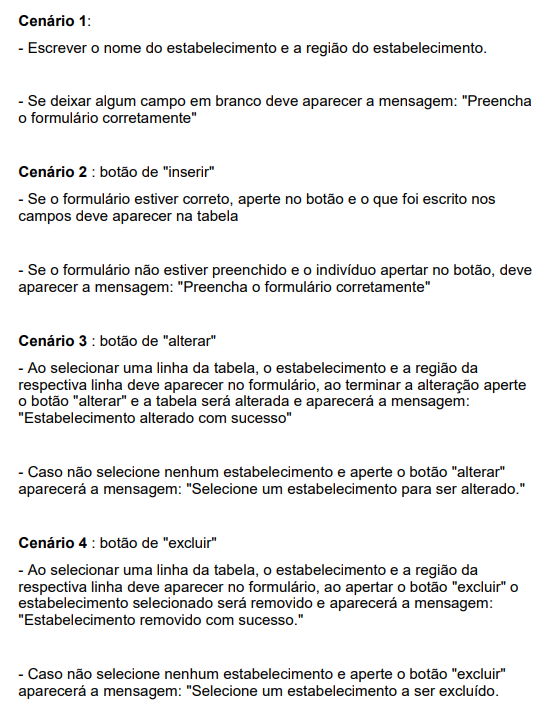 Cenário 1:
- Escrever o nome do estabelecimento e a região do estabelecimento.
- Se deixar algum campo em branco deve aparecer a mensagem: "Preencha
o formulário corretamente"
Cenário 2 : botão de "inserir"
- Se o formulário estiver correto, aperte no botão e o que foi escrito nos
campos deve aparecer na tabela
- Se o formulário não estiver preenchido e o indivíduo apertar no botão, deve
aparecer a mensagem: "Preencha o formulário corretamente"
Cenário 3 : botão de "alterar"
- Ao selecionar uma linha da tabela, o estabelecimento e a região da
respectiva linha deve aparecer no formulário, ao terminar a alteração aperte
o botão "alterar" e a tabela será alterada e aparecerá a mensagem:
"Estabelecimento alterado com sucesso"
- Caso não selecione nenhum estabelecimento e aperte o botão "alterar"
aparecerá a mensagem: "Selecione um estabelecimento para ser alterado."
Cenário 4 : botão de "excluir"
- Ao selecionar uma linha da tabela, o estabelecimento e a região da
respectiva linha deve aparecer no formulário, ao apertar o botão "excluir" o
estabelecimento selecionado será removido e aparecerá a mensagem:
"Estabelecimento removido com sucesso."
- Caso não selecione nenhum estabelecimento e aperte o botão "excluir"
aparecerá a mensagem: "Selecione um estabelecimento a ser excluído.